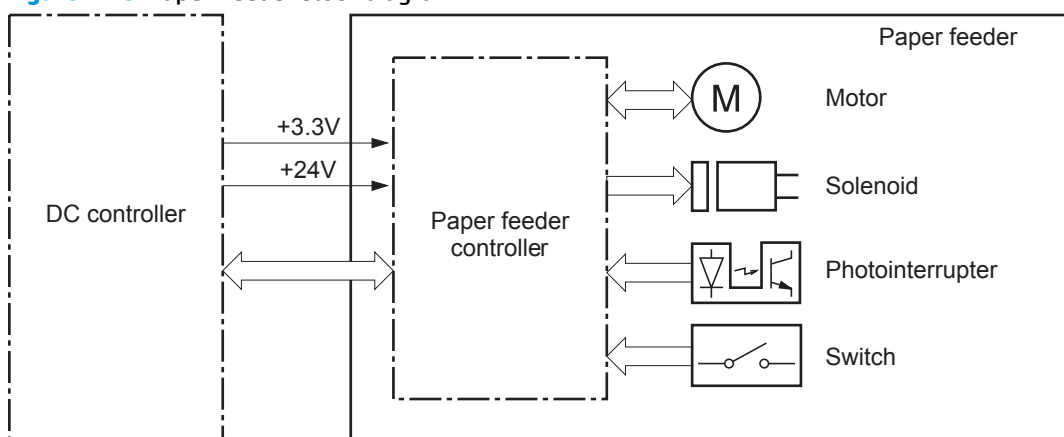 Paper feeder
Motor
M
+3.3V
+24V
Solenoid
DC controller
Paper feeder
controller
Photointerrupter
Switch